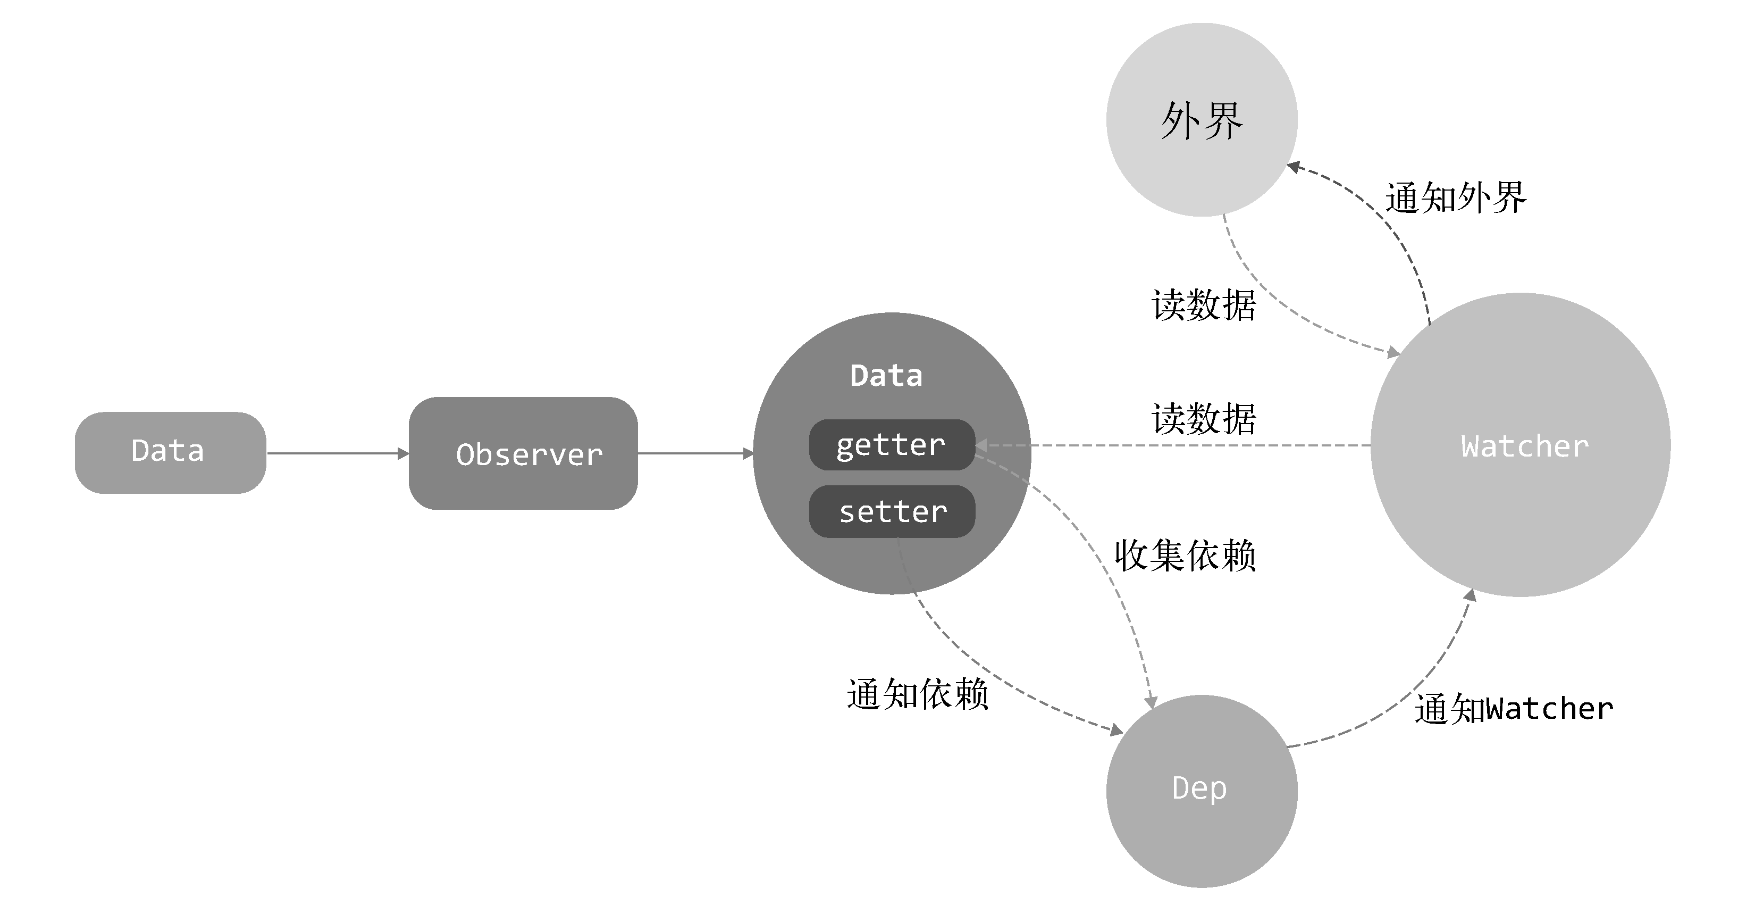 外界
通知外界
读数据
Data
读数据
getter
Data
Observer
Watcher
setter
收集依赖
通知依赖
通知Watcher
Dep